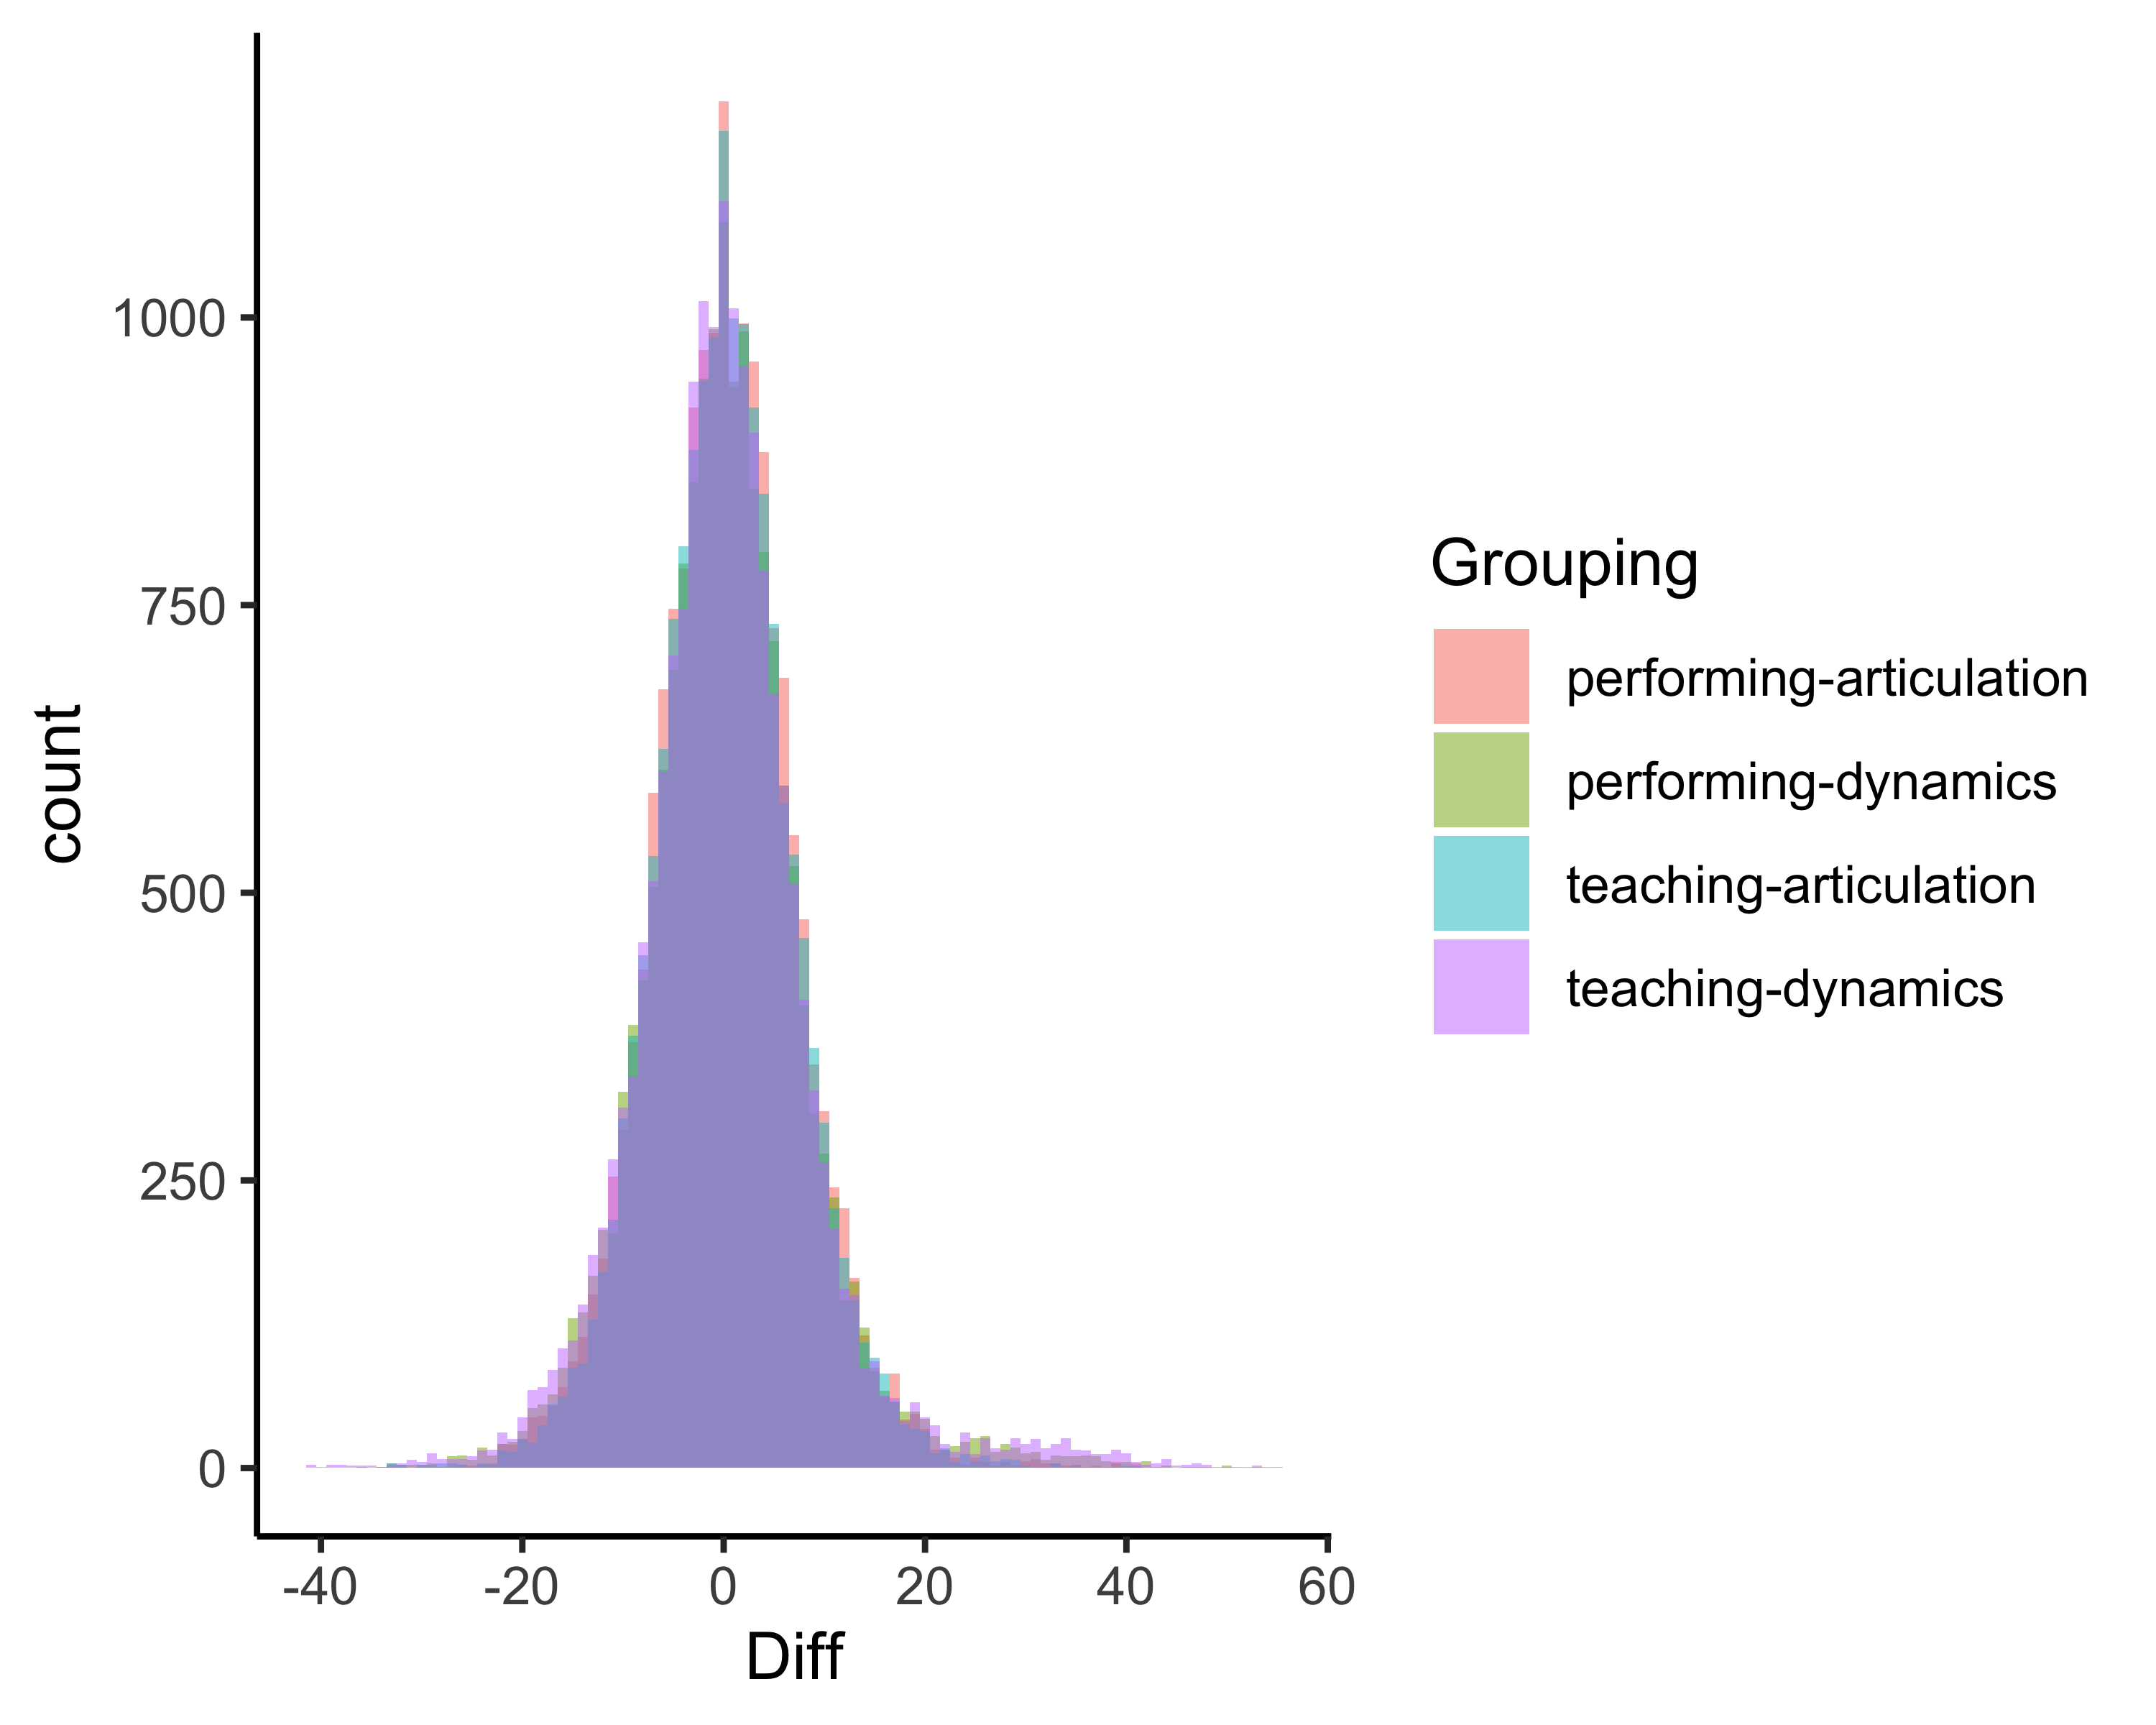 count
1000
750
500
250
0
-40 -20 0 20 40 60
Diff
Grouping
performing-articulation
performing-dynamics
teaching-articulation
teaching-dynamics